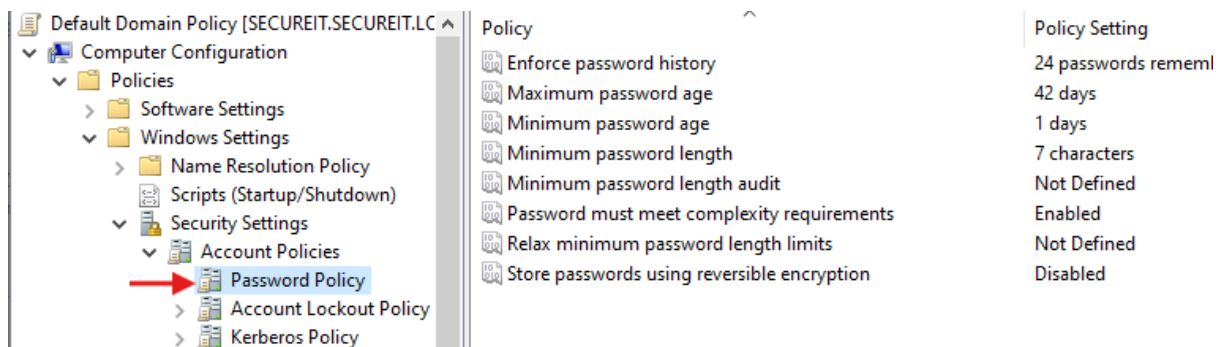 Default Domain Policy [SECUREIT.SECUREIT.LC
Computer Configuration
Policies
Software Settings
Windows Settings
Name Resolution Policy
Scripts (Startup/Shutdown)
Security Settings
Account Policies
Password Policy
Account Lockout Policy
Kerberos Policy
Policy Policy Setting
Enforce password history 24 passwords rememb
Maximum password age 42 days
Minimum password age 1 days
Minimum password length 7 characters
Minimum password length audit Not Defined
Password must meet complexity requirements Enabled
Relax minimum password length limits Not Defined
Store passwords using reversible encryption Disabled